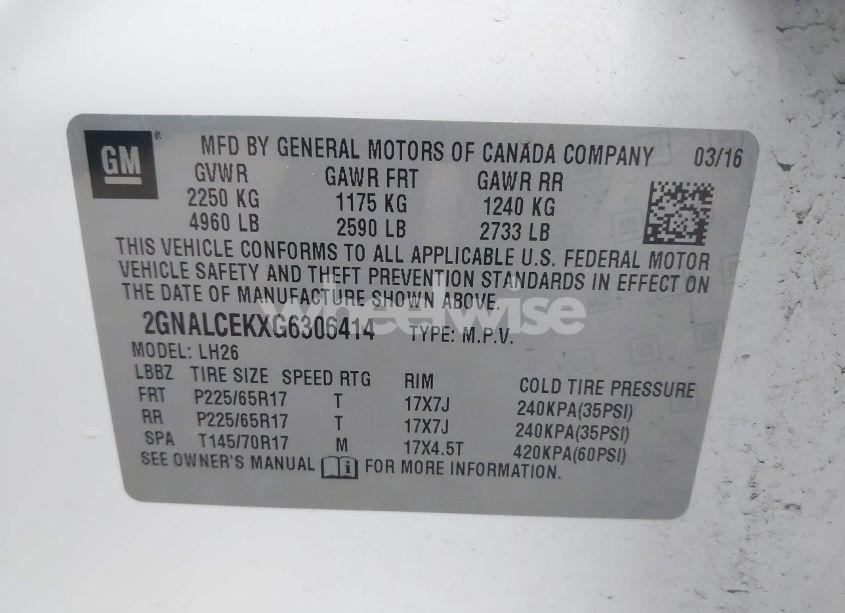 GM ® MFD BY GENERAL MOTORS OF CANADA COMPANY 03/16
GVWR GAWR FRT GAWR RR
2250 KG 1175 KG 1240 KG
4960 LB 2590 LB 2733 LB
THIS VEHICLE CONFORMS TO ALL APPLICABLE U.S. FEDERAL MOTOR
VEHICLE SAFETY AND THEFT PREVENTION STANDARDS IN EFFECT ON
THE DATE OF MANUFACTURE SHOWN ABOVE.
wheelwise
2GNALCEKXG6306414 TYPE: M.P.V.
MODEL: LH26
LBBZ TIRE SIZE SPEED RTG RIM COLD TIRE PRESSURE
FRT P225/65R17 T 17X7J 240KPA(35PSI)
RR P225/65R17 T 17X7J 240KPA(35PSI)
SPA T145/70R17 M 17X4.5T 420KPA(60PSI)
SEE OWNER'S MANUAL FOR MORE INFORMATION.